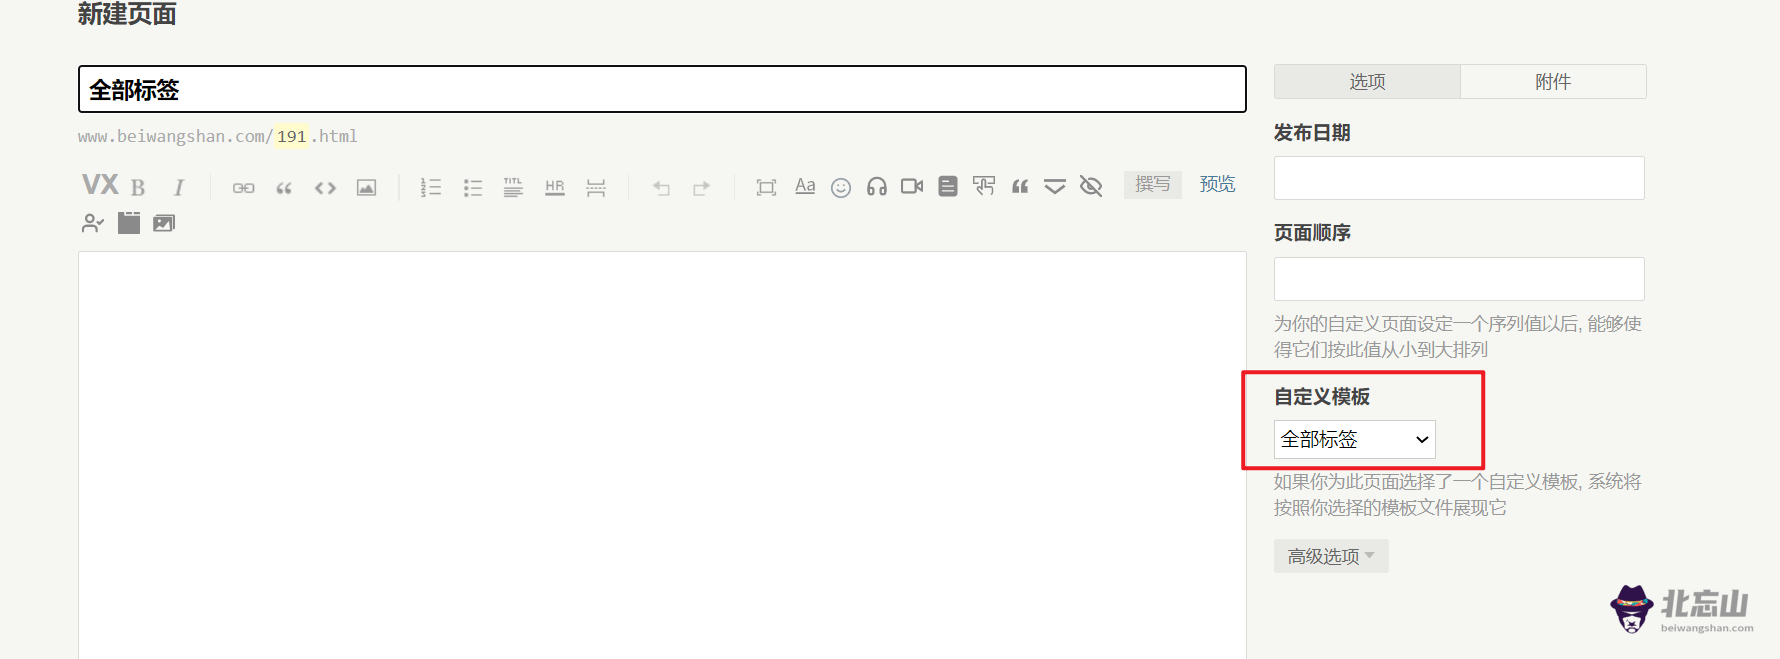 新建页面
全部标签
www.beiwangshan.com/191.html
VX B I TITL HR Aa 撰写 预览
选项 附件
发布日期
页面顺序
为你的自定义页面设定一个序列值以后, 能够使
得它们按此值从小到大排列
自定义模板
全部标签
如果你为此页面选择了一个自定义模板, 系统将
按照你选择的模板文件展现它
高级选项
北忘山
beiwangshan.com